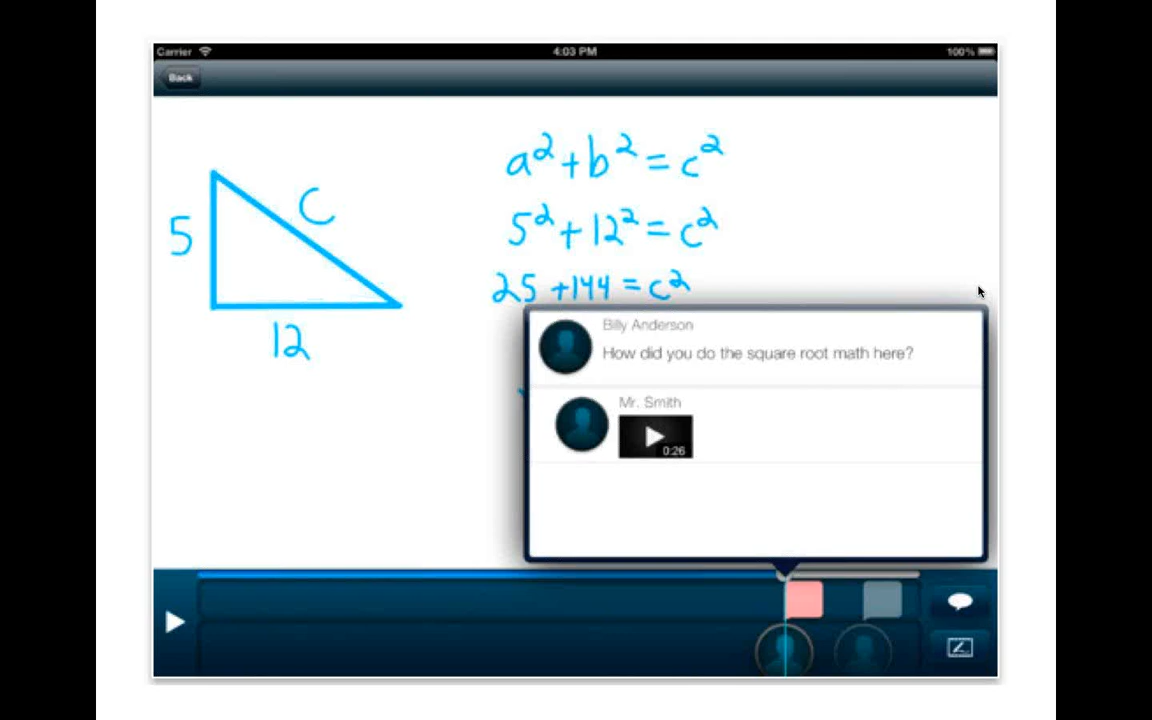 Carrier 4:03 PM 100%
Back
a² + b² = c²
5² + 12² = c²
25 + 144 = c²
5
C
12
Billy Anderson
How did you do the square root math here?
Mr. Smith
0:26